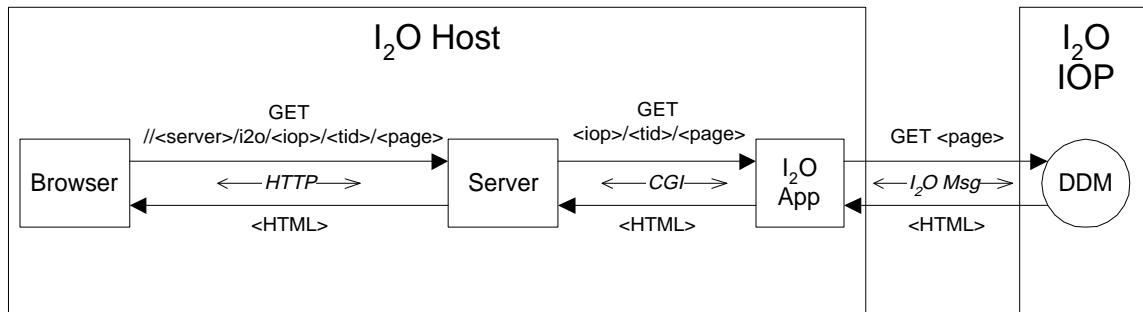 I₂O Host
I₂O
IOP
GET
//<server>/i2o/<iop>/<tid>/<page>
GET
<iop>/<tid>/<page>
GET <page>
Browser
HTTP
Server
CGI
I₂O
App
I₂O Msg
DDM
<HTML>
<HTML>
<HTML>